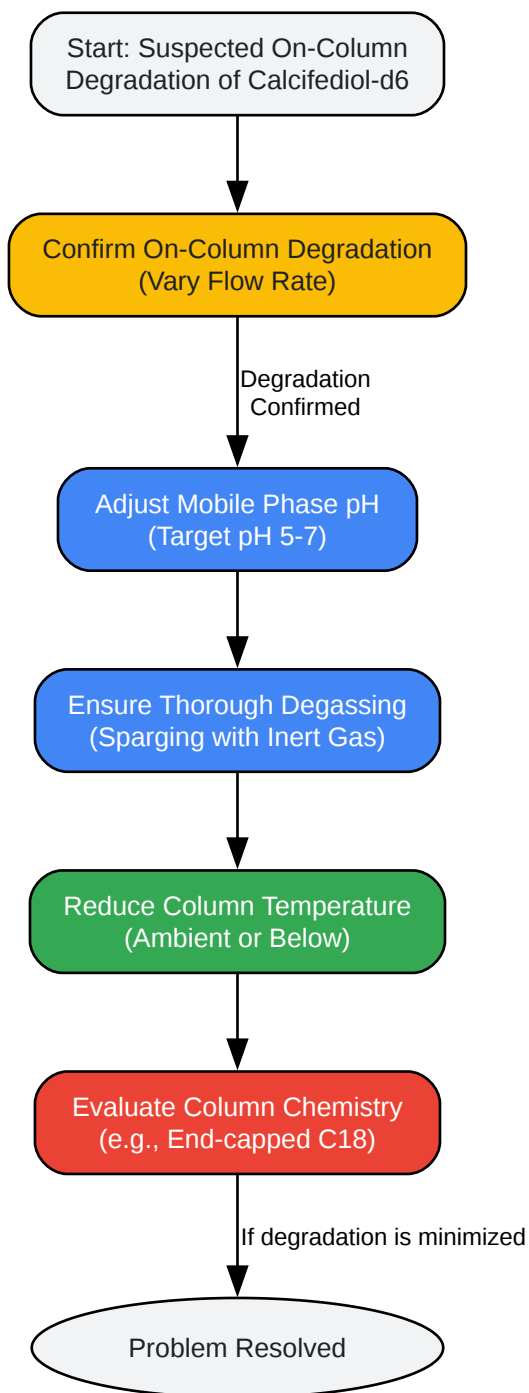 Start: Suspected On-Column
Degradation of Calcifediol-d6
Confirm On-Column Degradation
(Vary Flow Rate)
Degradation
Confirmed
Adjust Mobile Phase pH
(Target pH 5-7)
Ensure Thorough Degassing
(Sparging with Inert Gas)
Reduce Column Temperature
(Ambient or Below)
Evaluate Column Chemistry
(e.g., End-capped C18)
If degradation is minimized
Problem Resolved